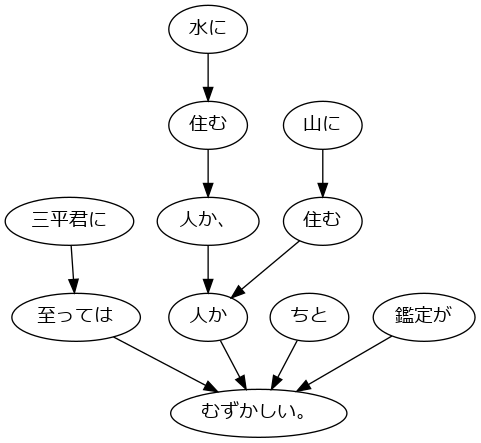 水に
住む
山に
三平君に
人か、
住む
至っては
人か
ちと
鑑定が
むずかしい。